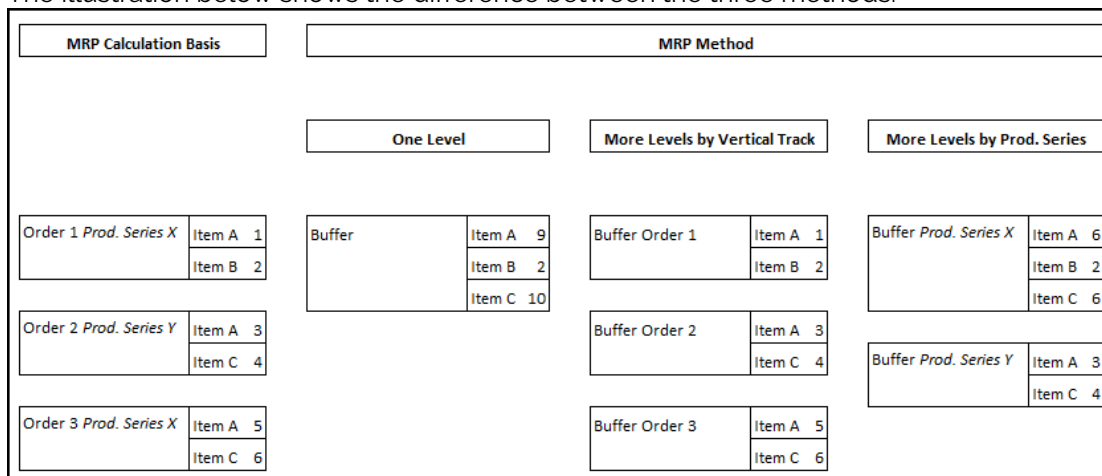 The illustration below shows the difference between the three methods.
MRP Calculation Basis
MRP Method
One Level
More Levels by Vertical Track
More Levels by Prod. Series
Order 1 Prod. Series X
Item A 1
Item B 2
Buffer
Item A 9
Item B 2
Item C 10
Buffer Order 1
Item A 1
Item B 2
Buffer Prod. Series X
Item A 6
Item B 2
Item C 6
Order 2 Prod. Series Y
Item A 3
Item C 4
Buffer Order 2
Item A 3
Item C 4
Buffer Prod. Series Y
Item A 3
Item C 4
Order 3 Prod. Series X
Item A 5
Item C 6
Buffer Order 3
Item A 5
Item C 6